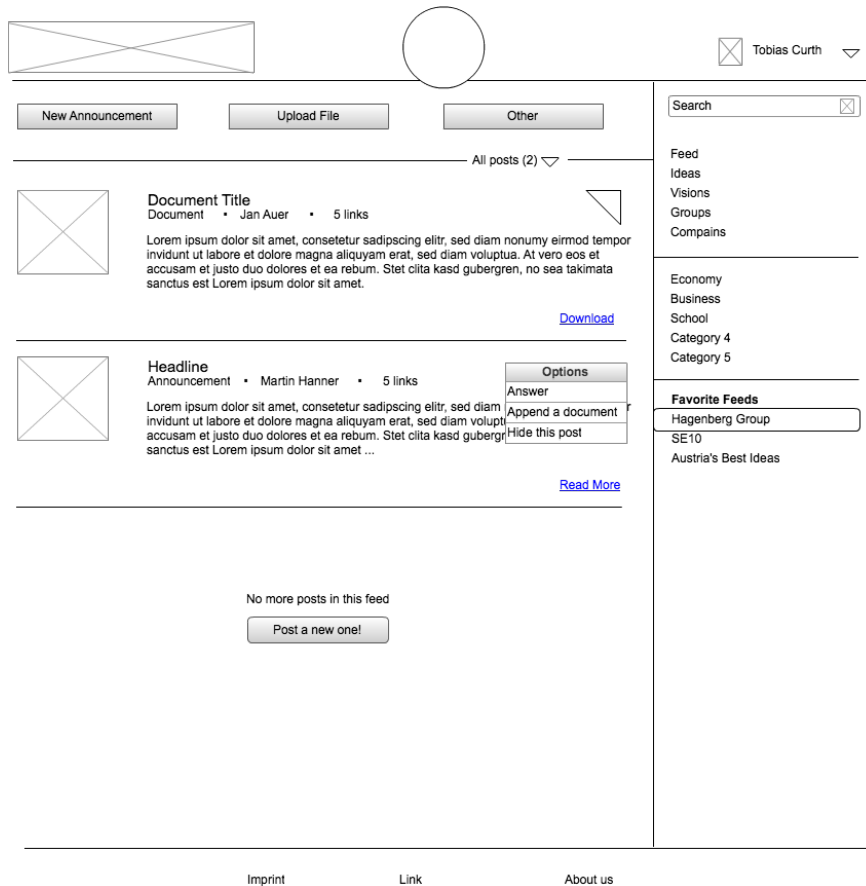 Tobias Curth
New Announcement
Upload File
Other
Search
All posts (2)
Feed
Ideas
Visions
Groups
Compains
Document Title
Document ▪ Jan Auer ▪ 5 links
Lorem ipsum dolor sit amet, consetetur sadipscing elitr, sed diam nonumy eirmod tempor
invidunt ut labore et dolore magna aliquyam erat, sed diam voluptua. At vero eos et
accusam et justo duo dolores et ea rebum. Stet clita kasd gubergren, no sea takimata
sanctus est Lorem ipsum dolor sit amet.
Download
Economy
Business
School
Category 4
Category 5
Headline
Announcement ▪ Martin Hanner ▪ 5 links
Lorem ipsum dolor sit amet, consetetur sadipscing elitr, sed diam
invidunt ut labore et dolore magna aliquyam erat, sed diam
accusam et justo duo dolores et ea rebum. Stet clita kasd
sanctus est Lorem ipsum dolor sit amet ...
Options
Answer
Append a document
Hide this post
Read More
Favorite Feeds
Hagenberg Group
SE10
Austria's Best Ideas
No more posts in this feed
Post a new one!
Imprint
Link
About us